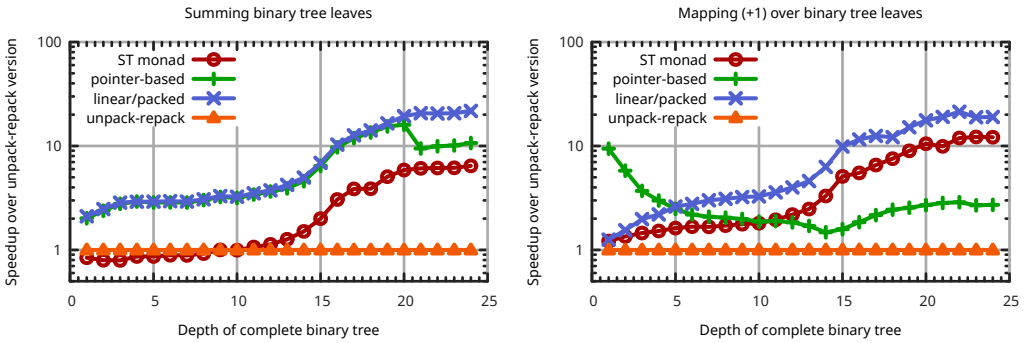 Summing binary tree leaves
Speedup over unpack-repack version
100
10
1
ST monad
pointer-based
linear/packed
unpack-repack
0 5 10 15 20 25
Depth of complete binary tree
Mapping (+1) over binary tree leaves
Speedup over unpack-repack version
100
10
1
ST monad
pointer-based
linear/packed
unpack-repack
0 5 10 15 20 25
Depth of complete binary tree